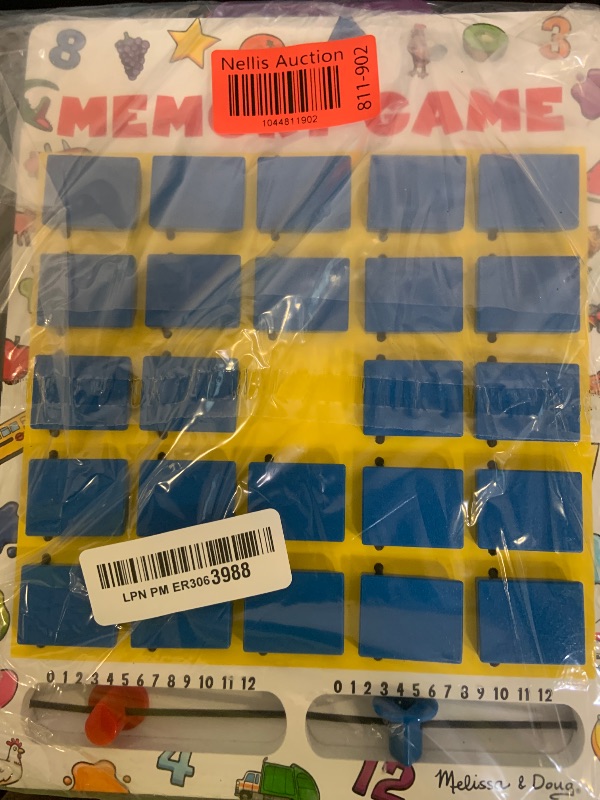 8
3
Nellis Auction
811-902
1044811902
MEMORY GAME
LPN PM ER3063988
0 1 2 3 4 5 6 7 8 9 10 11 12
0 1 2 3 4 5 6 7 8 9 10 11 12
4
12
Melissa & Doug